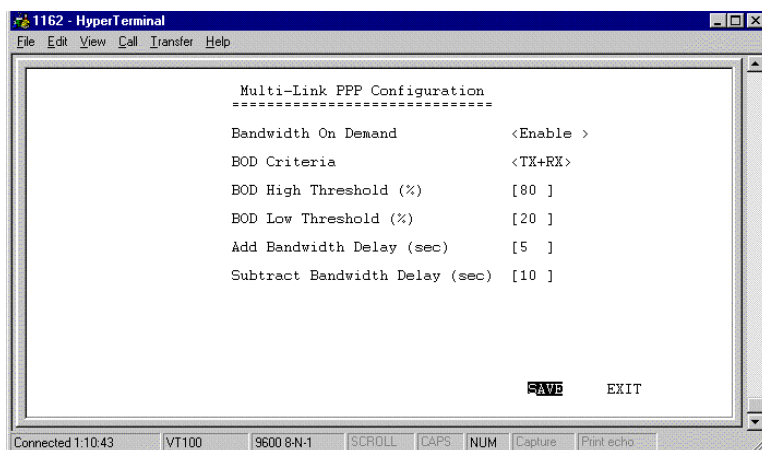 1162 - HyperTerminal
File Edit View Call Transfer Help
Multi-Link PPP Configuration
==============================
Bandwidth On Demand <Enable >
BOD Criteria <TX+RX>
BOD High Threshold (%) [80 ]
BOD Low Threshold (%) [20 ]
Add Bandwidth Delay (sec) [5  ]
Subtract Bandwidth Delay (sec) [10 ]
SAVE EXIT
Connected 1:10:43 VT100 9600 8-N-1 SCROLL CAPS NUM Capture Print echo